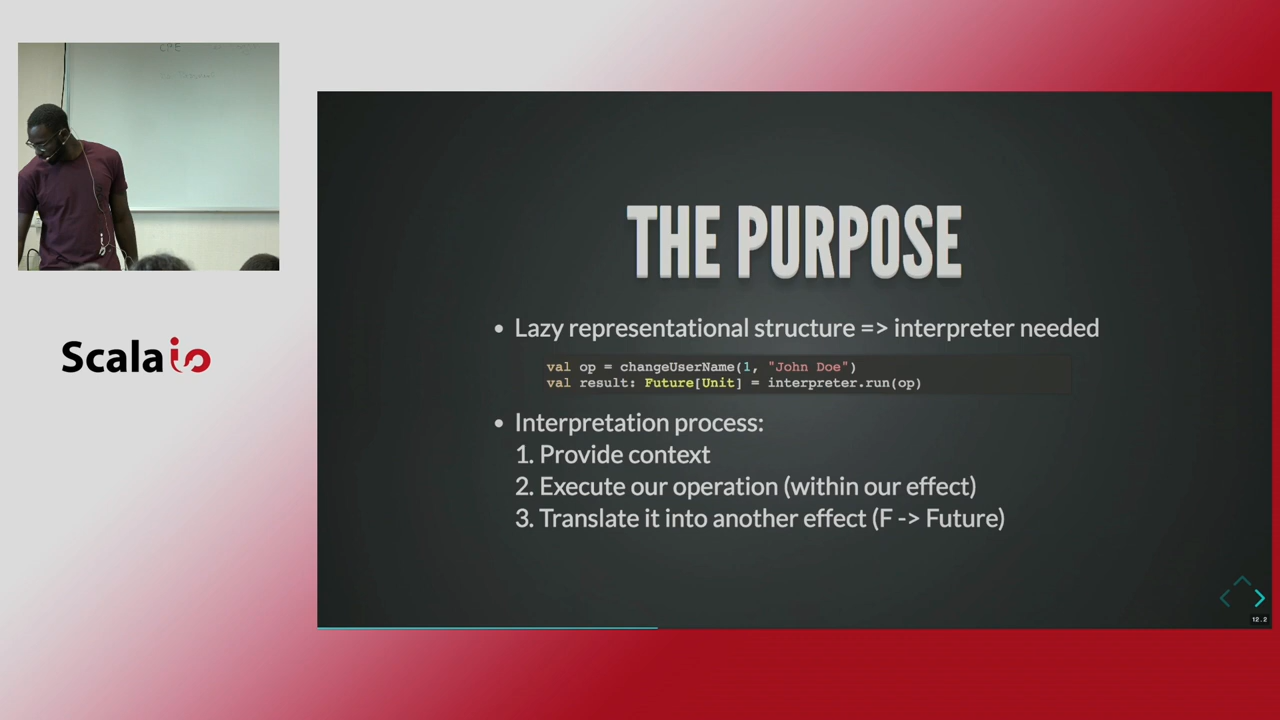 Scala io
THE PURPOSE
• Lazy representational structure => interpreter needed
val op = changeUserName(1, "John Doe")
val result: Future[Unit] = interpreter.run(op)
• Interpretation process:
1. Provide context
2. Execute our operation (within our effect)
3. Translate it into another effect (F -> Future)
12.2